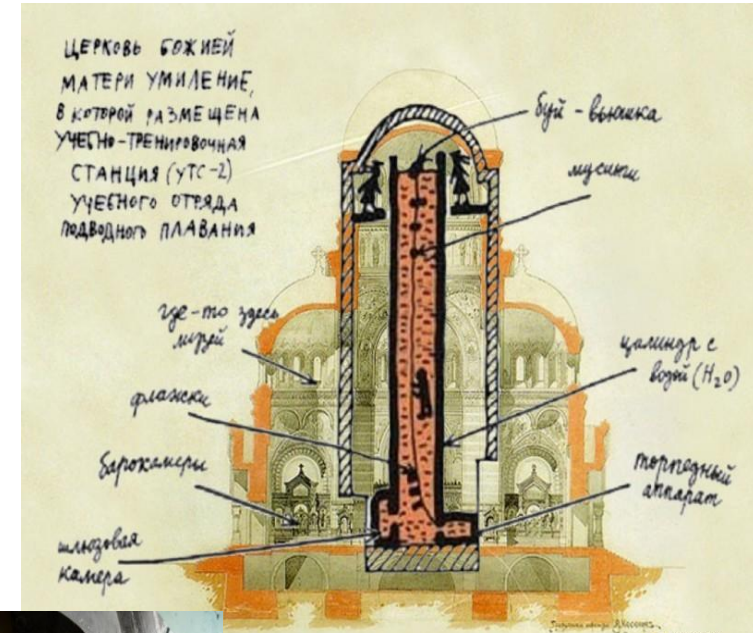 ЦЕРКОВЬ БОЖИЕЙ
МАТЕРИ УМИЛЕНИЕ,
В КОТОРОЙ РАЗМЕЩЕНА
УЧЕБНО-ТРЕНИРОВОЧНАЯ
СТАНЦИЯ (УТС-2)
УЧЕБНОГО ОТРЯДА
ПОДВОДНОГО ПЛАВАНИЯ
буй-вьюшка
мусинги
где-то здесь
музей
цилиндр с
водой (H₂O)
флажки
барокамеры
торпедный
аппарат
шлюзовая
камера